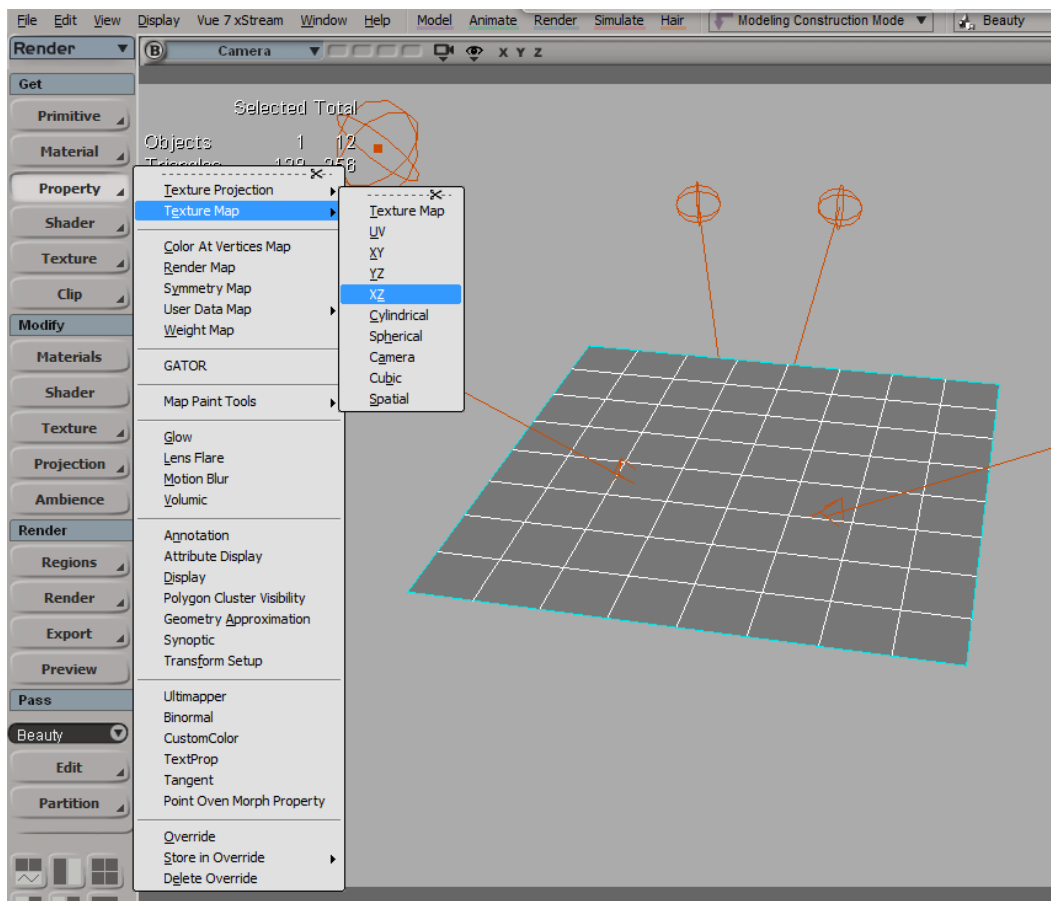 File Edit View Display Vue 7 xStream Window Help Model Animate Render Simulate Hair Modeling Construction Mode Beauty
Render
B Camera X Y Z
Get
Primitive
Material
Property
Shader
Texture
Clip
Modify
Materials
Shader
Texture
Projection
Ambience
Render
Regions
Render
Export
Preview
Pass
Beauty
Edit
Partition
Selected Total
Objects 1 12
Triangles 128 256
Texture Projection
Texture Map
Color At Vertices Map
Render Map
Symmetry Map
User Data Map
Weight Map
GATOR
Map Paint Tools
Glow
Lens Flare
Motion Blur
Volumic
Annotation
Attribute Display
Display
Polygon Cluster Visibility
Geometry Approximation
Synoptic
Transform Setup
Ultimapper
Binormal
CustomColor
TextProp
Tangent
Point Oven Morph Property
Override
Store in Override
Delete Override
Texture Map
UV
XY
YZ
XZ
Cylindrical
Spherical
Camera
Cubic
Spatial